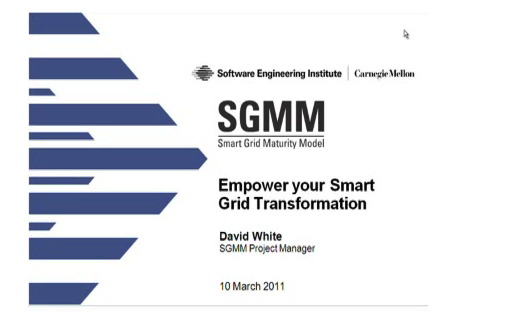 Software Engineering Institute | Carnegie Mellon
SGMM
Smart Grid Maturity Model
Empower your Smart
Grid Transformation
David White
SGMM Project Manager
10 March 2011